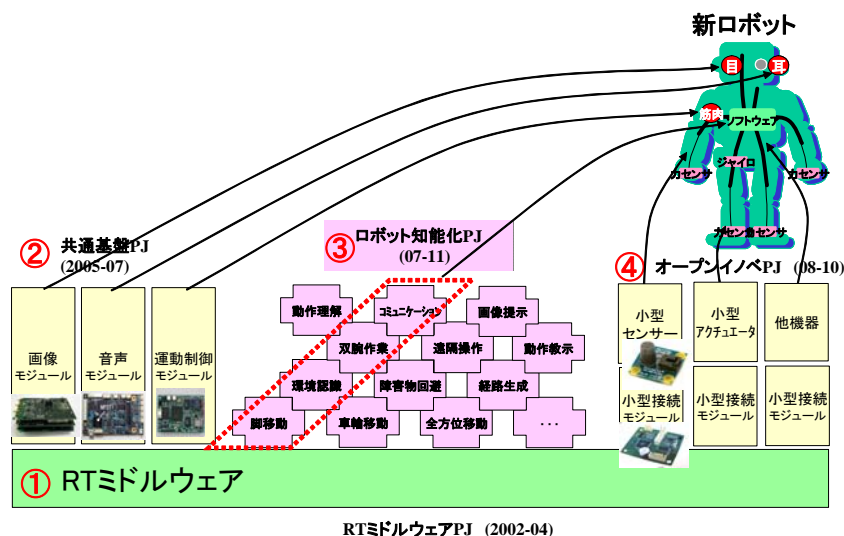 新ロボット
目
耳
筋肉
ソフトウェア
ジャイロ
力センサ
力センサ
センサ
② 共通基盤PJ
(2005-07)
③ ロボット知能化PJ
(07-11)
④ オープンイノベPJ (08-10)
画像
モジュール
音声
モジュール
運動制御
モジュール
動作理解
コミュニケーション
画像提示
双腕作業
遠隔操作
動作教示
環境認識
障害物回避
経路生成
脚移動
車輪移動
全方位移動
...
小型
センサー
小型
アクチュエータ
他機器
小型接続
モジュール
小型接続
モジュール
小型接続
モジュール
① RTミドルウェア
RTミドルウェアPJ (2002-04)